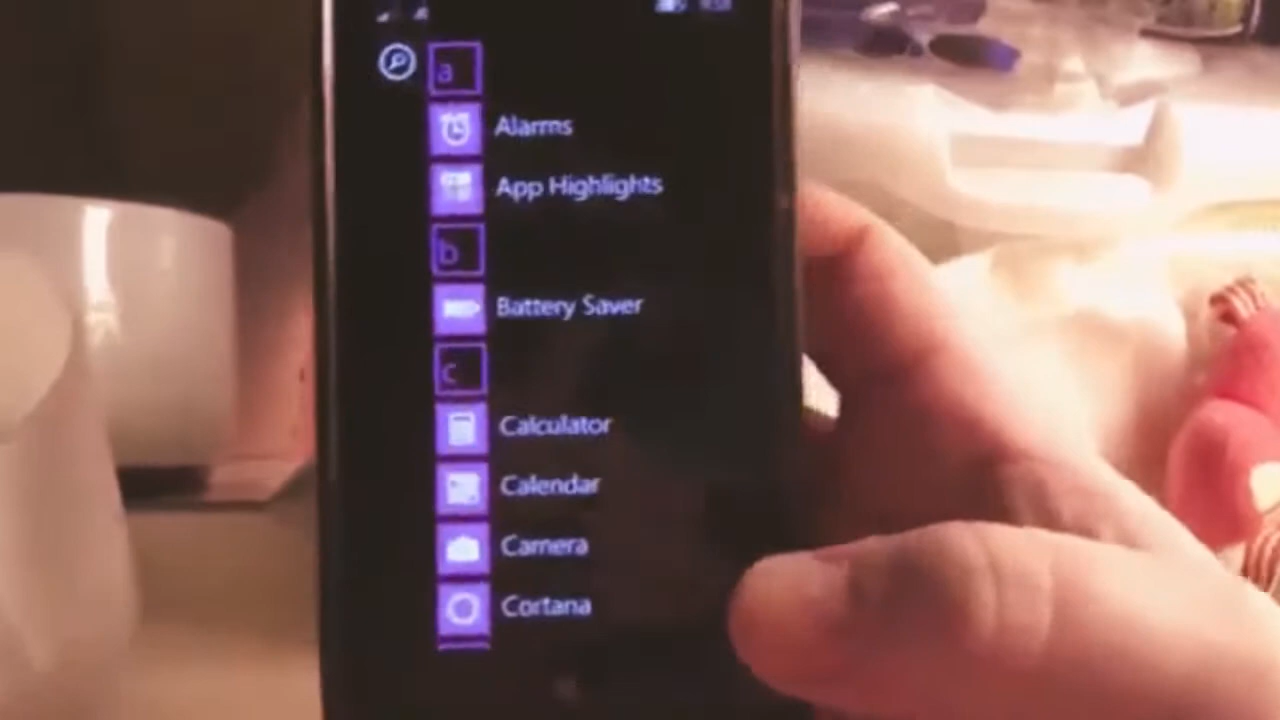 a
Alarms
App Highlights
b
Battery Saver
c
Calculator
Calendar
Camera
Cortana